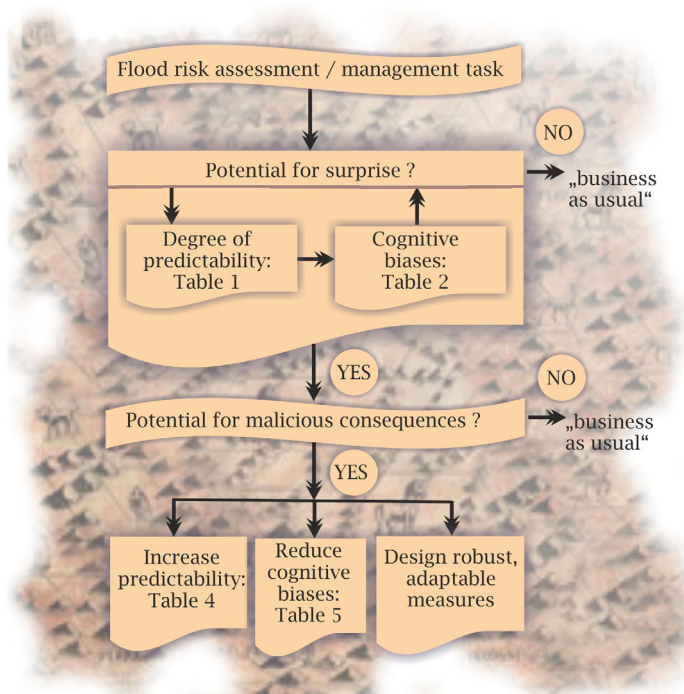 Flood risk assessment / management task
NO
Potential for surprise ?
„business
as usual“
Degree of
predictability:
Table 1
Cognitive
biases:
Table 2
YES
NO
Potential for malicious consequences ?
„business
as usual“
YES
Increase
predictability:
Table 4
Reduce
cognitive
biases:
Table 5
Design robust,
adaptable
measures